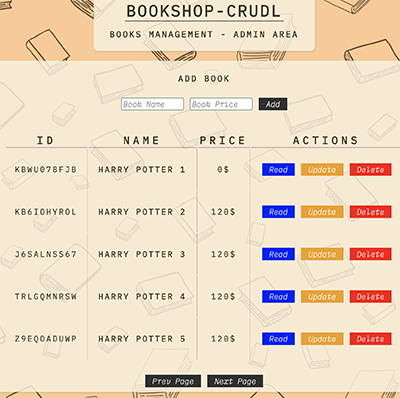 BOOKSHOP-CRUDL
BOOKS MANAGEMENT - ADMIN AREA
ADD BOOK
Book Name Book Price Add
ID NAME PRICE ACTIONS
KBWU078FJB HARRY POTTER 1 0$ Read Update Delete
KB6IOHYROL HARRY POTTER 2 120$ Read Update Delete
J6SALNSS67 HARRY POTTER 3 120$ Read Update Delete
TRLGQMNRSW HARRY POTTER 4 120$ Read Update Delete
Z9EQOADUWP HARRY POTTER 5 120$ Read Update Delete
Prev Page Next Page